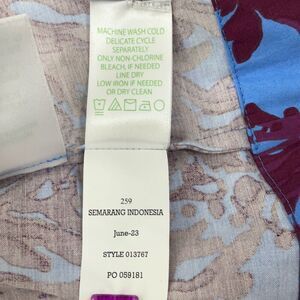 MACHINE WASH COLD
DELICATE CYCLE
SEPARATELY
ONLY NON-CHLORINE
BLEACH, IF NEEDED
LINE DRY
LOW IRON IF NEEDED
OR DRY CLEAN
259
SEMARANG INDONESIA
June-23
STYLE 013767
PO 059181